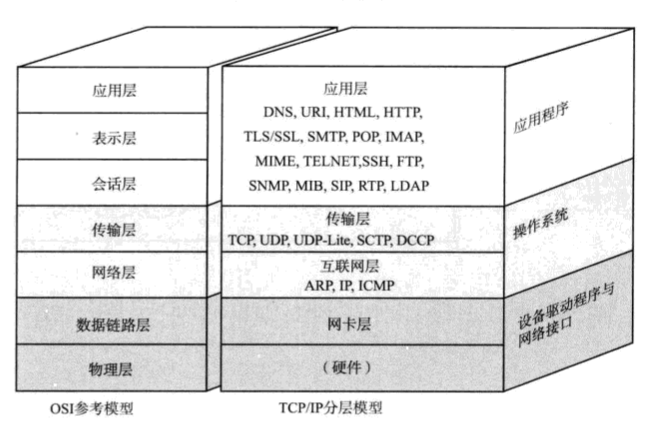 应用层
表示层
会话层
传输层
网络层
数据链路层
物理层
OSI参考模型
应用层
DNS, URI, HTML, HTTP,
TLS/SSL, SMTP, POP, IMAP,
MIME, TELNET,SSH, FTP,
SNMP, MIB, SIP, RTP, LDAP
传输层
TCP, UDP, UDP-Lite, SCTP, DCCP
互联网层
ARP, IP, ICMP
网卡层
（硬件）
TCP/IP分层模型
应用程序
操作系统
设备驱动程序与
网络接口